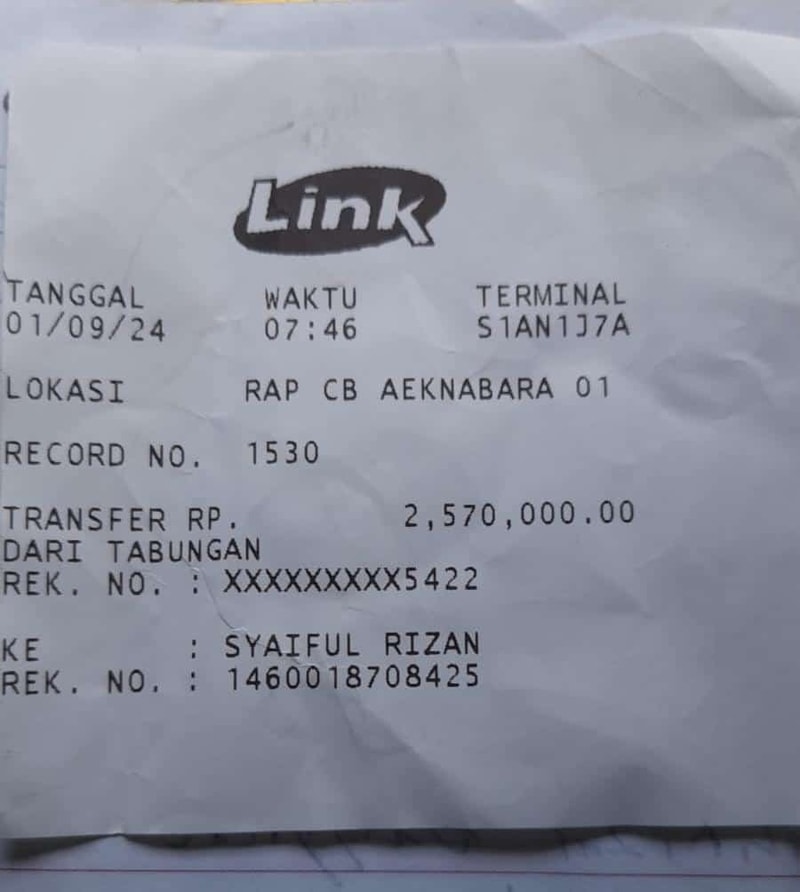 Link
TANGGAL WAKTU TERMINAL
01/09/24 07:46 S1AN1J7A
LOKASI RAP CB AEKNABARA 01
RECORD NO. 1530
TRANSFER RP. 2,570,000.00
DARI TABUNGAN
REK. NO. : XXXXXXXXX5422
KE : SYAIFUL RIZAN
REK. NO. : 1460018708425